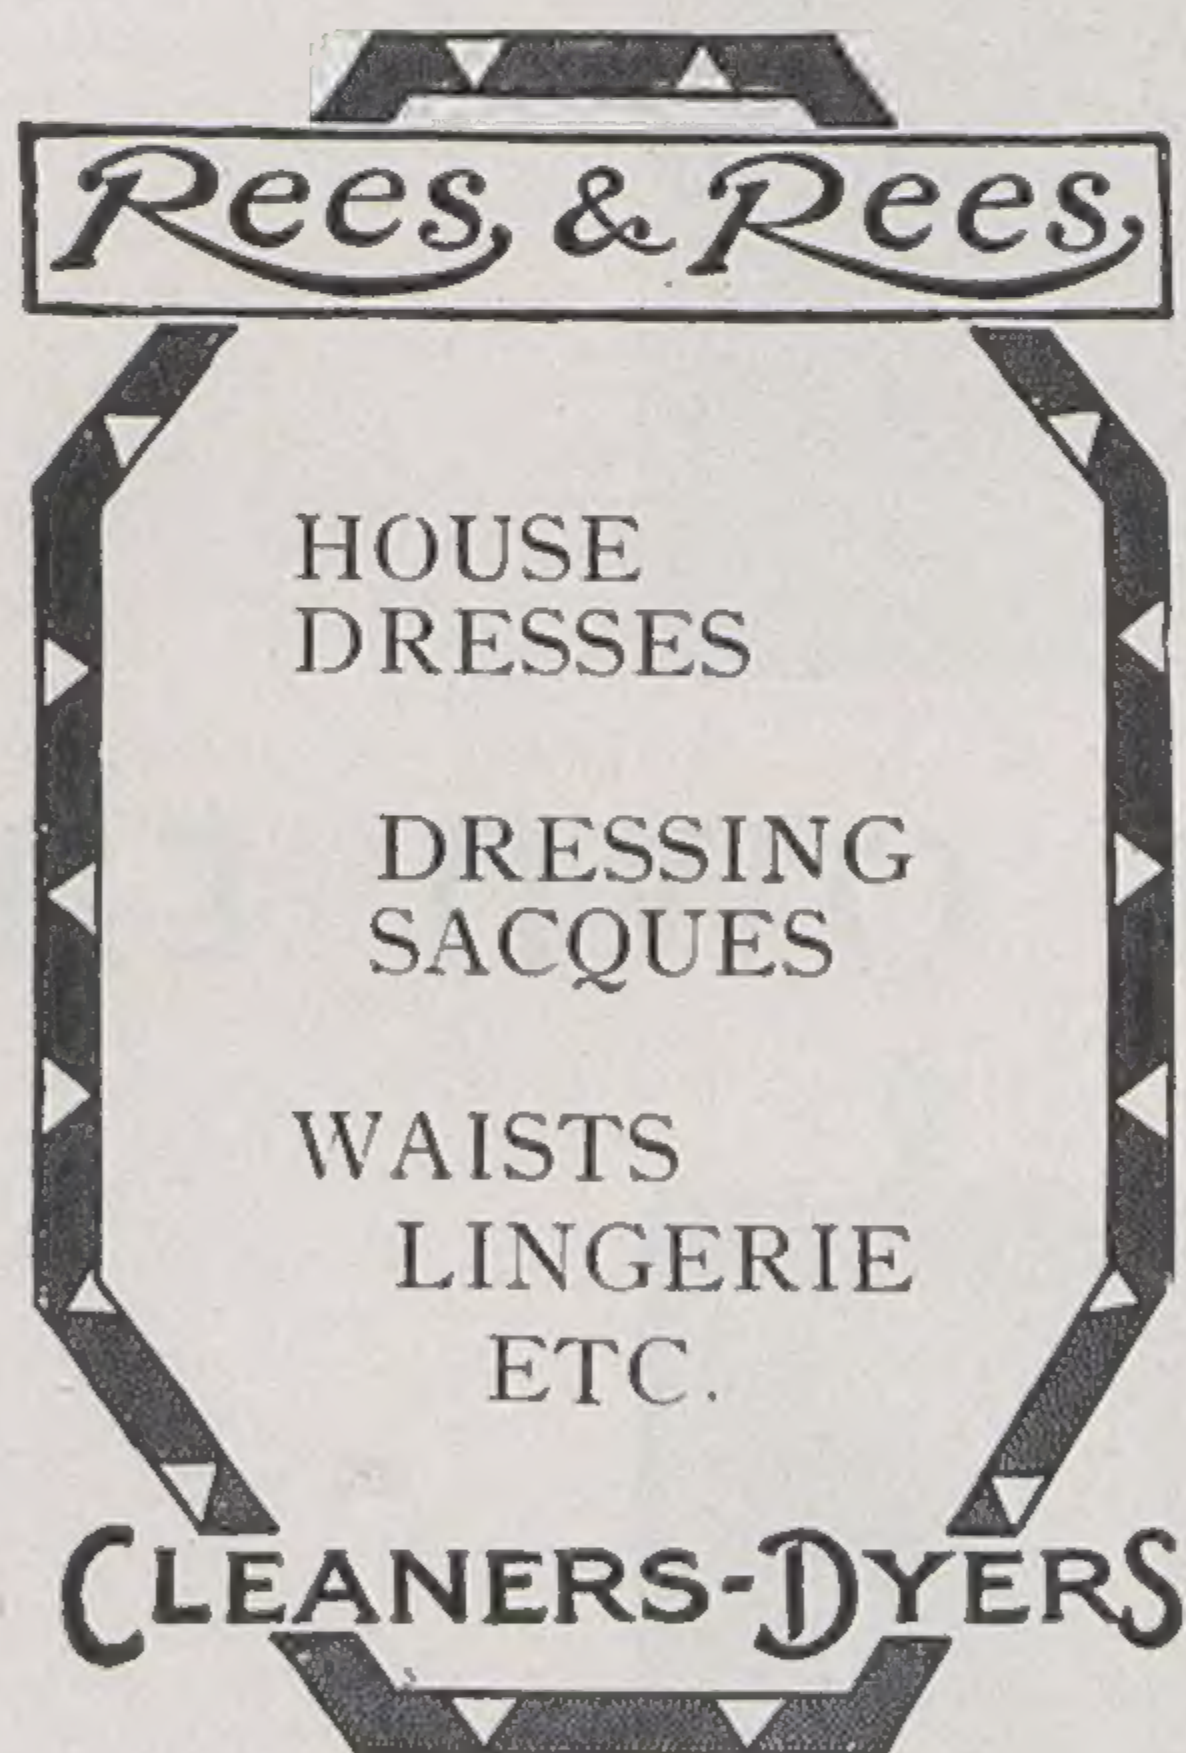 Rees & Rees
HOUSE
DRESSES
DRESSING
SACQUES
WAISTS
LINGERIE
ETC.
CLEANERS-DYERS